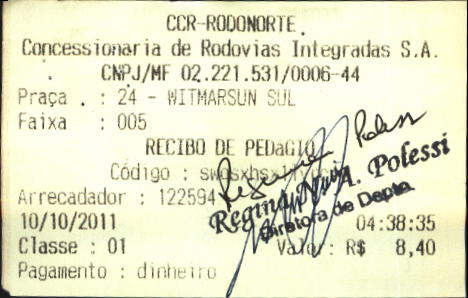 CCR-RODONORTE.
Concessionaria de Rodovias Integradas S.A.
CNPJ/MF 02.221.531/0006-44
Praça : 24 - WITMARSUN SUL
Faixa : 005
RECIBO DE PEDAGIO
Código :
Arrecadador : 122594
Regina A. Polessi
Diretora de Depto
10/10/2011 04:38:35
Classe : 01 Valor : R$ 8,40
Pagamento : dinheiro